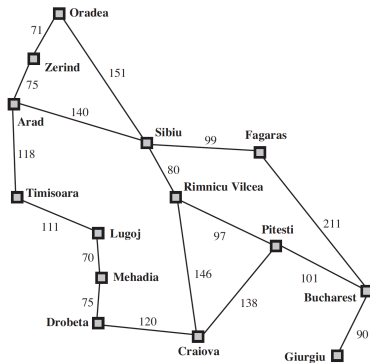 Oradea
71
Zerind
151
75
Arad
140
Sibiu
99
Fagaras
118
80
Timisoara
Rimnicu Vilcea
111
Lugoj
97
Pitesti
211
70
146
101
Mehadia
138
Bucharest
75
120
90
Drobeta
Craiova
Giurgiu